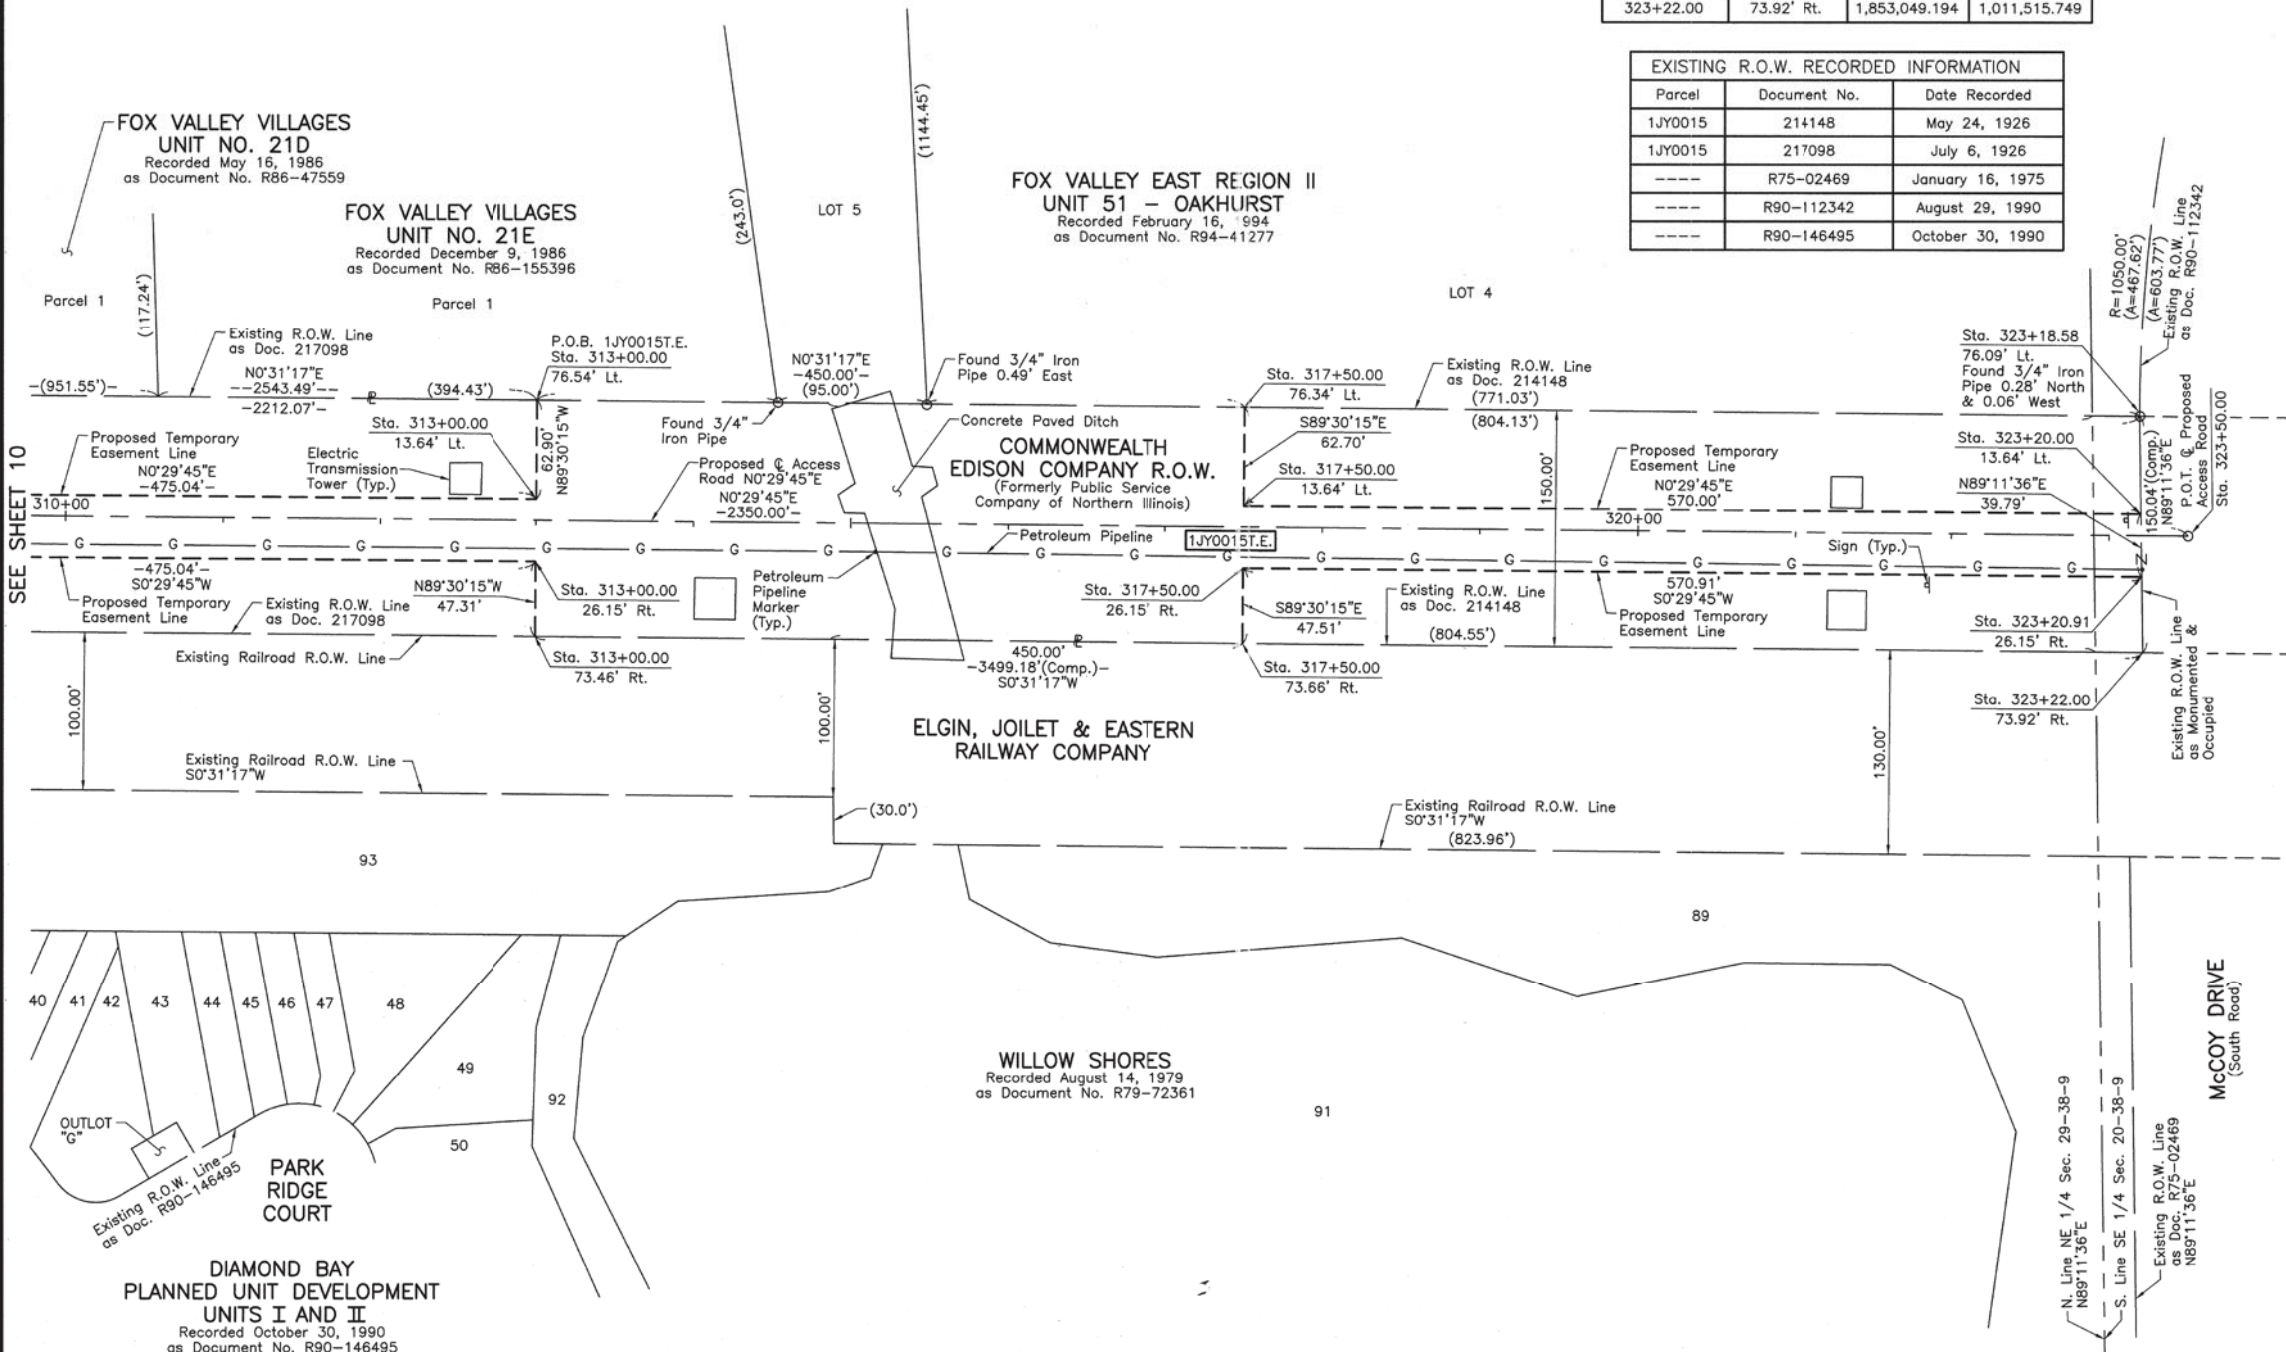 323+22.00 73.92' Rt. 1,853,049.194 1,011,515.749
EXISTING R.O.W. RECORDED INFORMATION
Parcel Document No. Date Recorded
1JY0015 214148 May 24, 1926
1JY0015 217098 July 6, 1926
---- R75-02469 January 16, 1975
---- R90-112342 August 29, 1990
---- R90-146495 October 30, 1990
FOX VALLEY VILLAGES
UNIT NO. 21D
Recorded May 16, 1986
as Document No. R86-47559
FOX VALLEY VILLAGES
UNIT NO. 21E
Recorded December 9, 1986
as Document No. R86-155396
Parcel 1
(117.24')
Parcel 1
(243.0')
LOT 5
(1144.45')
FOX VALLEY EAST REGION II
UNIT 51 - OAKHURST
Recorded February 16, 1994
as Document No. R94-41277
LOT 4
R=1050.00'
(A=467.62')
(A=603.77')
Existing R.O.W. Line
as Doc. R90-112342
Existing R.O.W. Line
as Doc. 217098
-(951.55')-
N0°31'17"E
--2543.49'--
-2212.07'-
(394.43')
P.O.B. 1JY0015T.E.
Sta. 313+00.00
76.54' Lt.
N0°31'17"E
-450.00'-
(95.00')
Found 3/4" Iron
Pipe 0.49' East
Found 3/4"
Iron Pipe
Concrete Paved Ditch
Sta. 317+50.00
76.34' Lt.
Existing R.O.W. Line
as Doc. 214148
(771.03')
(804.13')
Sta. 323+18.58
76.09' Lt.
Found 3/4" Iron
Pipe 0.28' North
& 0.06' West
SEE SHEET 10
Proposed Temporary
Easement Line
N0°29'45"E
-475.04'-
310+00
Electric
Transmission
Tower (Typ.)
Sta. 313+00.00
13.64' Lt.
62.90'
N89°30'15"W
Proposed ℄ Access
Road N0°29'45"E
N0°29'45"E
-2350.00'-
COMMONWEALTH
EDISON COMPANY R.O.W.
(Formerly Public Service
Company of Northern Illinois)
S89°30'15"E
62.70'
Sta. 317+50.00
13.64' Lt.
150.00'
Proposed Temporary
Easement Line
N0°29'45"E
570.00'
320+00
Sta. 323+20.00
13.64' Lt.
N89°11'36"E
39.79'
150.04'(Comp.)
N89°11'36"E
P.O.T. ℄ Proposed
Access Road
Sta. 323+50.00
G G G G G G G G G G G G G G G G G G G G G G
Petroleum Pipeline
1JY0015T.E.
Sign (Typ.)
-475.04'-
S0°29'45"W
Proposed Temporary
Easement Line
Existing R.O.W. Line
as Doc. 217098
N89°30'15"W
47.31'
Sta. 313+00.00
26.15' Rt.
Petroleum
Pipeline
Marker
(Typ.)
Sta. 317+50.00
26.15' Rt.
S89°30'15"E
47.51'
Existing R.O.W. Line
as Doc. 214148
(804.55')
570.91'
S0°29'45"W
Proposed Temporary
Easement Line
Sta. 323+20.91
26.15' Rt.
Existing Railroad R.O.W. Line
Sta. 313+00.00
73.46' Rt.
450.00'
-3499.18'(Comp.)-
S0°31'17"W
Sta. 317+50.00
73.66' Rt.
Sta. 323+22.00
73.92' Rt.
Existing R.O.W. Line
as Monumented &
Occupied
100.00'
100.00'
130.00'
ELGIN, JOILET & EASTERN
RAILWAY COMPANY
Existing Railroad R.O.W. Line
S0°31'17"W
(30.0')
Existing Railroad R.O.W. Line
S0°31'17"W
(823.96')
93
89
40 41 42 43 44 45 46 47 48
49
92
50
91
WILLOW SHORES
Recorded August 14, 1979
as Document No. R79-72361
OUTLOT
"G"
Existing R.O.W. Line
as Doc. R90-146495
PARK
RIDGE
COURT
DIAMOND BAY
PLANNED UNIT DEVELOPMENT
UNITS I AND II
Recorded October 30, 1990
as Document No. R90-146495
McCOY DRIVE
(South Road)
N. Line NE 1/4 Sec. 29-38-9
N89°11'36"E
S. Line SE 1/4 Sec. 20-38-9
Existing R.O.W. Line
as Doc. R75-02469
N89°11'36"E